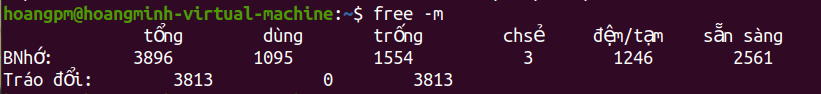 hoangpm@hoangminh-virtual-machine:~$ free -m
tổng dùng trống chsẻ đệm/tạm sẵn sàng
BNhớ: 3896 1095 1554 3 1246 2561
Tráo đổi: 3813 0 3813